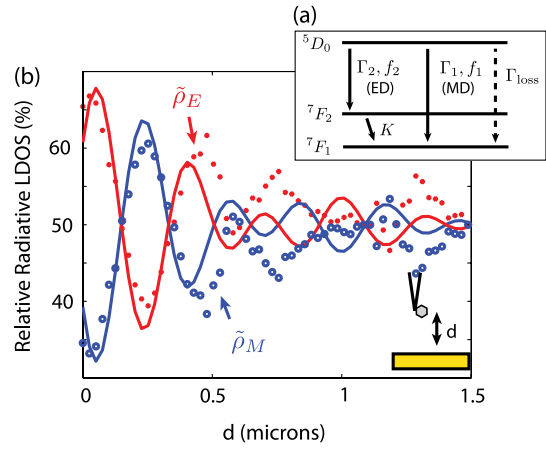 (a)
⁵D₀
Γ₂, f₂
(ED)
Γ₁, f₁
(MD)
Γloss
⁷F₂
K
⁷F₁
(b)
Relative Radiative LDOS (%)
60
50
40
ρ̃E
ρ̃M
d
0
0.5
1
1.5
d (microns)